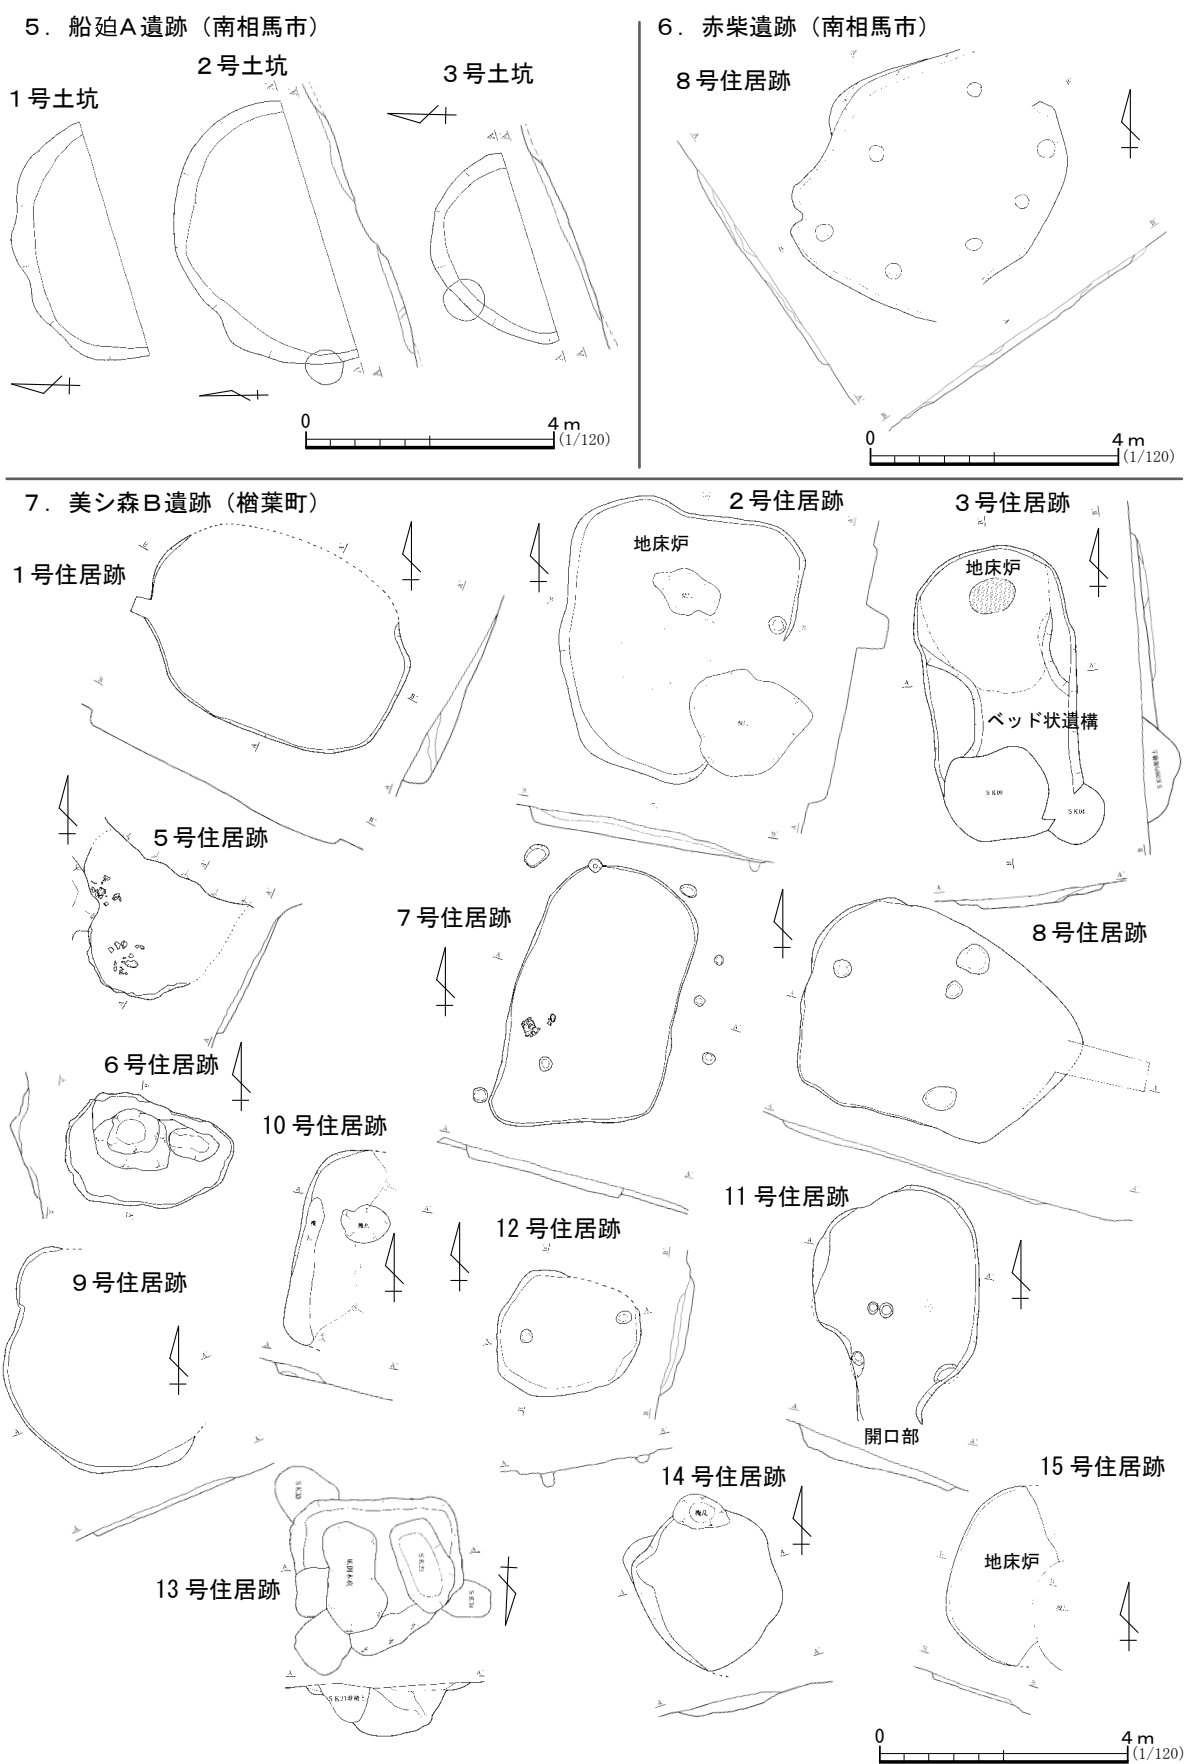 5．船廹A遺跡（南相馬市）
1号土坑
2号土坑
3号土坑
0 4m
(1/120)
6．赤柴遺跡（南相馬市）
8号住居跡
0 4m
(1/120)
7．美シ森B遺跡（楢葉町）
1号住居跡
2号住居跡
地床炉
3号住居跡
地床炉
ベッド状遺構
5号住居跡
6号住居跡
7号住居跡
8号住居跡
9号住居跡
10号住居跡
11号住居跡
開口部
12号住居跡
13号住居跡
14号住居跡
15号住居跡
地床炉
0 4m
(1/120)